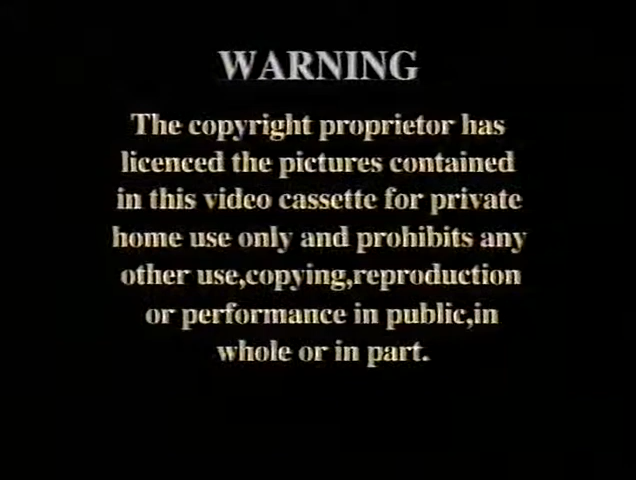 WARNING
The copyright proprietor has
licenced the pictures contained
in this video cassette for private
home use only and prohibits any
other use,copying,reproduction
or performance in public,in
whole or in part.